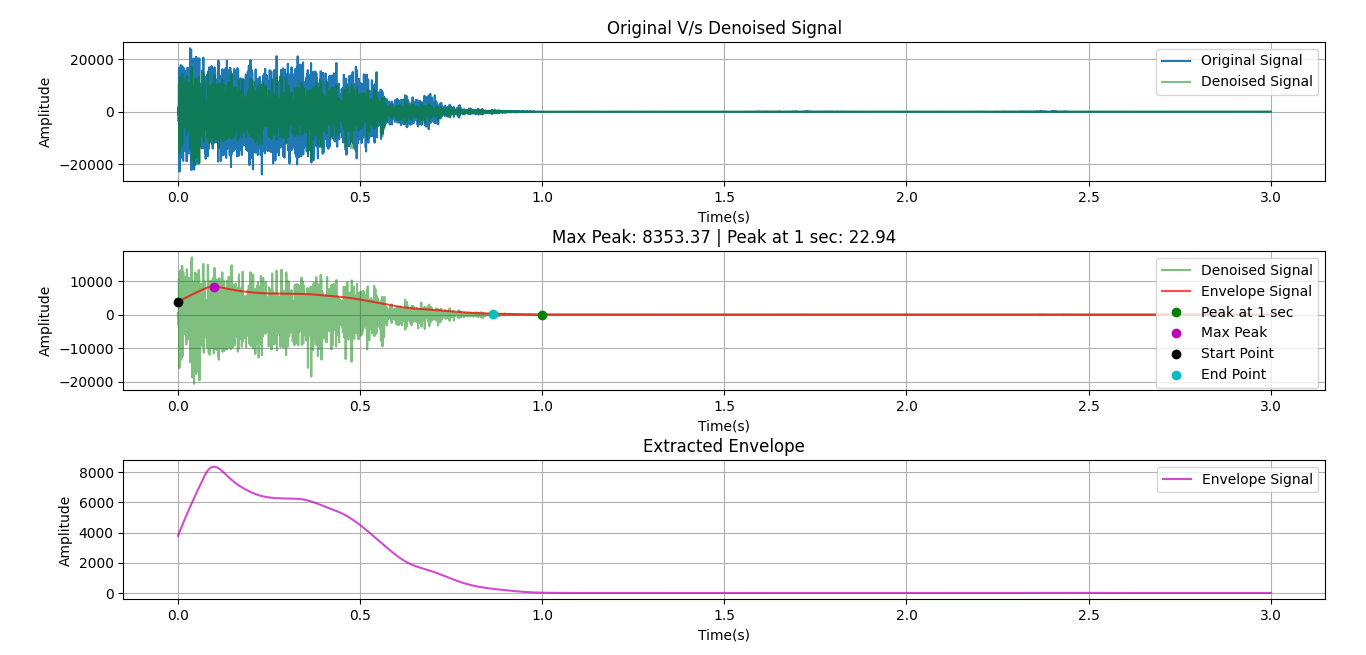 Original V/s Denoised Signal
20000
0
−20000
Amplitude
Original Signal
Denoised Signal
0.0 0.5 1.0 1.5 2.0 2.5 3.0
Time(s)
Max Peak: 8353.37 | Peak at 1 sec: 22.94
10000
0
−10000
−20000
Amplitude
Denoised Signal
Envelope Signal
Peak at 1 sec
Max Peak
Start Point
End Point
0.0 0.5 1.0 1.5 2.0 2.5 3.0
Time(s)
Extracted Envelope
8000
6000
4000
2000
0
Amplitude
Envelope Signal
0.0 0.5 1.0 1.5 2.0 2.5 3.0
Time(s)